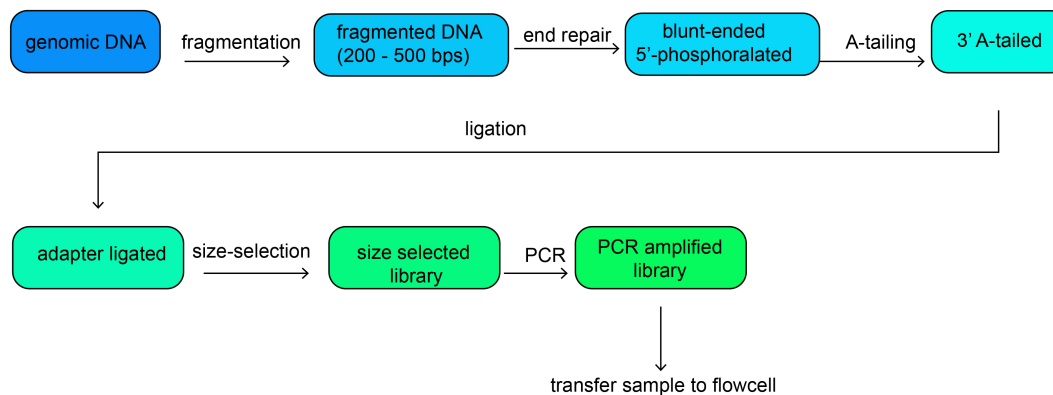 genomic DNA
fragmentation
fragmented DNA
(200 - 500 bps)
end repair
blunt-ended
5'-phosphoralated
A-tailing
3' A-tailed
ligation
adapter ligated
size-selection
size selected
library
PCR
PCR amplified
library
transfer sample to flowcell